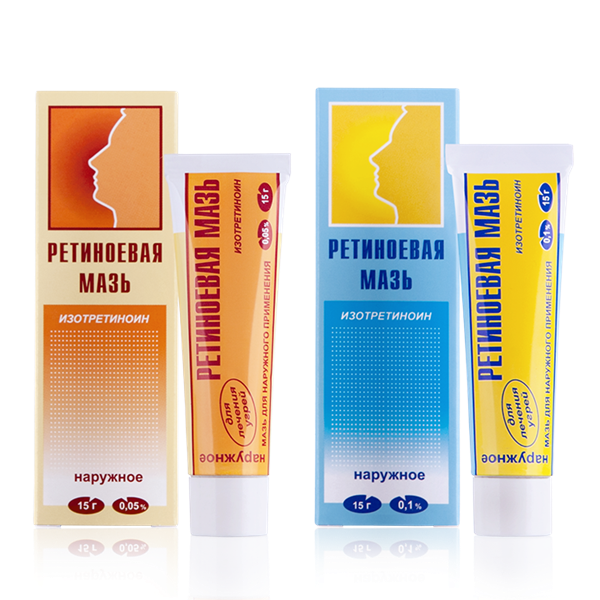 РЕТИНОЕВАЯ
МАЗЬ
ИЗОТРЕТИНОИН
наружное
15 г 0,05%
РЕТИНОЕВАЯ МАЗЬ
ИЗОТРЕТИНОИН
0,05% 15 г
МАЗЬ ДЛЯ НАРУЖНОГО ПРИМЕНЕНИЯ
для
лечения
угрей
наружное
РЕТИНОЕВАЯ
МАЗЬ
ИЗОТРЕТИНОИН
наружное
15 г 0,1%
РЕТИНОЕВАЯ МАЗЬ
ИЗОТРЕТИНОИН
0,1% 15 г
МАЗЬ ДЛЯ НАРУЖНОГО ПРИМЕНЕНИЯ
для
лечения
угрей
наружное